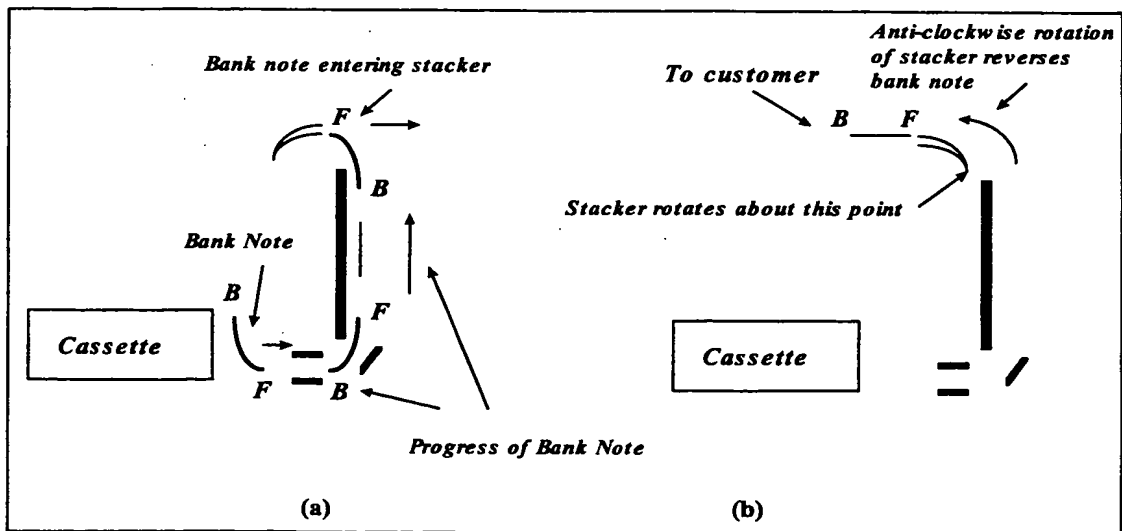 Bank note entering stacker
F
B
Bank Note
B
F
Cassette
F
B
Progress of Bank Note
(a)
Anti-clockwise rotation
of stacker reverses
bank note
To customer
B F
Stacker rotates about this point
Cassette
(b)